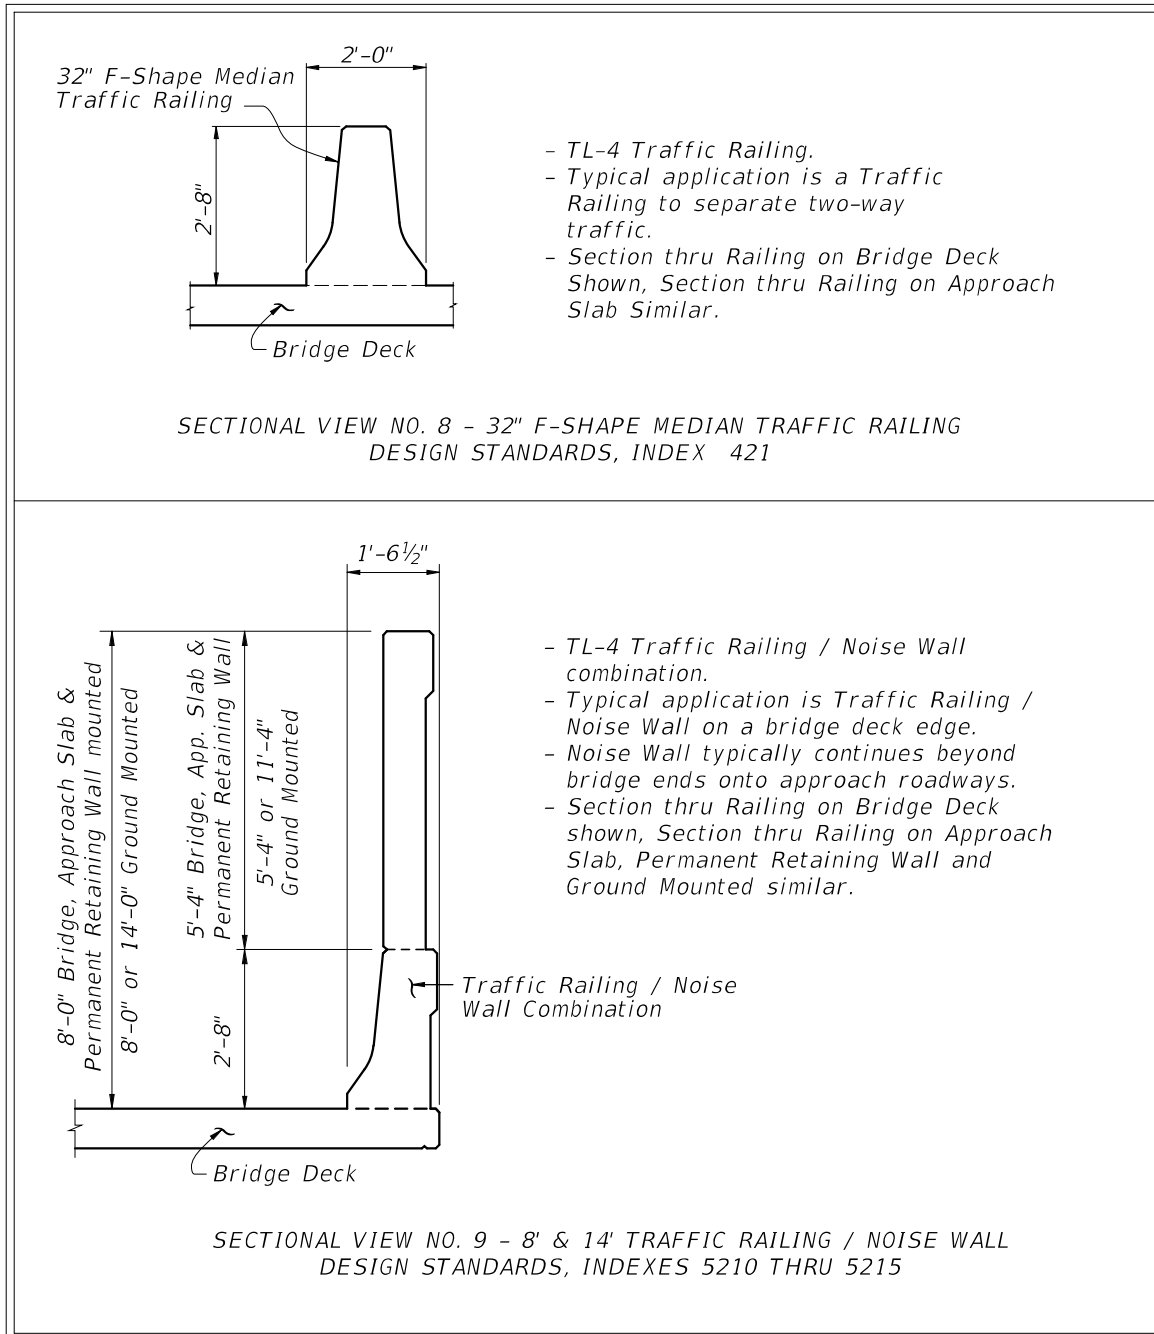 2'-0"
32" F-Shape Median
Traffic Railing
2'-8"
Bridge Deck
- TL-4 Traffic Railing.
- Typical application is a Traffic
Railing to separate two-way
traffic.
- Section thru Railing on Bridge Deck
Shown, Section thru Railing on Approach
Slab Similar.
SECTIONAL VIEW NO. 8 - 32" F-SHAPE MEDIAN TRAFFIC RAILING
DESIGN STANDARDS, INDEX 421
1'-6½"
8'-0" Bridge, Approach Slab &
Permanent Retaining Wall mounted
8'-0" or 14'-0" Ground Mounted
5'-4" Bridge, App. Slab &
Permanent Retaining Wall
5'-4" or 11'-4"
Ground Mounted
2'-8"
Traffic Railing / Noise
Wall Combination
Bridge Deck
- TL-4 Traffic Railing / Noise Wall
combination.
- Typical application is Traffic Railing /
Noise Wall on a bridge deck edge.
- Noise Wall typically continues beyond
bridge ends onto approach roadways.
- Section thru Railing on Bridge Deck
shown, Section thru Railing on Approach
Slab, Permanent Retaining Wall and
Ground Mounted similar.
SECTIONAL VIEW NO. 9 - 8' & 14' TRAFFIC RAILING / NOISE WALL
DESIGN STANDARDS, INDEXES 5210 THRU 5215